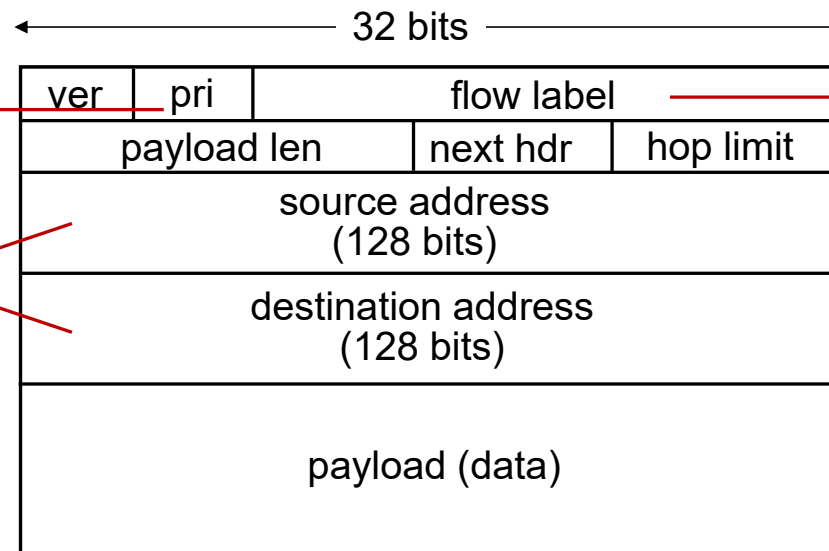 32 bits
ver pri flow label
payload len next hdr hop limit
source address
(128 bits)
destination address
(128 bits)
payload (data)